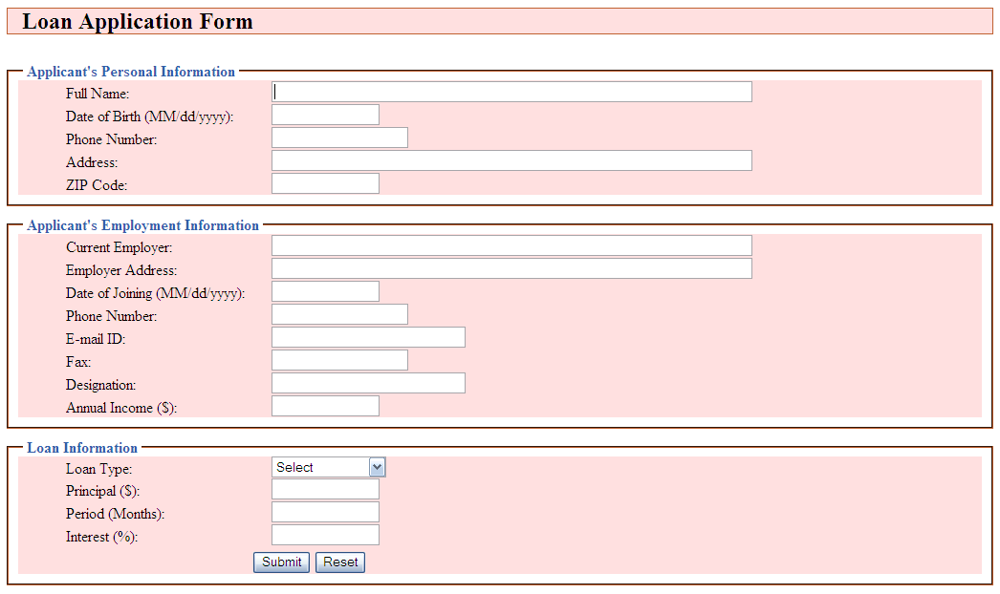 Loan Application Form
Applicant's Personal Information
Full Name:
Date of Birth (MM/dd/yyyy):
Phone Number:
Address:
ZIP Code:
Applicant's Employment Information
Current Employer:
Employer Address:
Date of Joining (MM/dd/yyyy):
Phone Number:
E-mail ID:
Fax:
Designation:
Annual Income ($):
Loan Information
Loan Type: Select
Principal ($):
Period (Months):
Interest (%):
Submit Reset